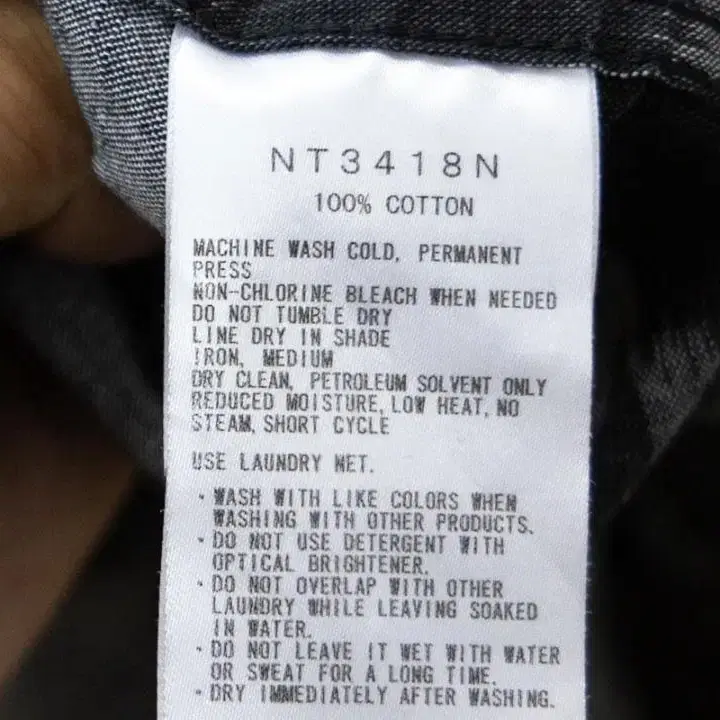 NT3418N
100% COTTON
MACHINE WASH COLD, PERMANENT
PRESS
NON-CHLORINE BLEACH WHEN NEEDED
DO NOT TUMBLE DRY
LINE DRY IN SHADE
IRON, MEDIUM
DRY CLEAN, PETROLEUM SOLVENT ONLY
REDUCED MOISTURE, LOW HEAT, NO
STEAM, SHORT CYCLE
USE LAUNDRY NET.
・WASH WITH LIKE COLORS WHEN
WASHING WITH OTHER PRODUCTS.
・DO NOT USE DETERGENT WITH
OPTICAL BRIGHTENER.
・DO NOT OVERLAP WITH OTHER
LAUNDRY WHILE LEAVING SOAKED
IN WATER.
・DO NOT LEAVE IT WET WITH WATER
OR SWEAT FOR A LONG TIME.
・DRY IMMEDIATELY AFTER WASHING.